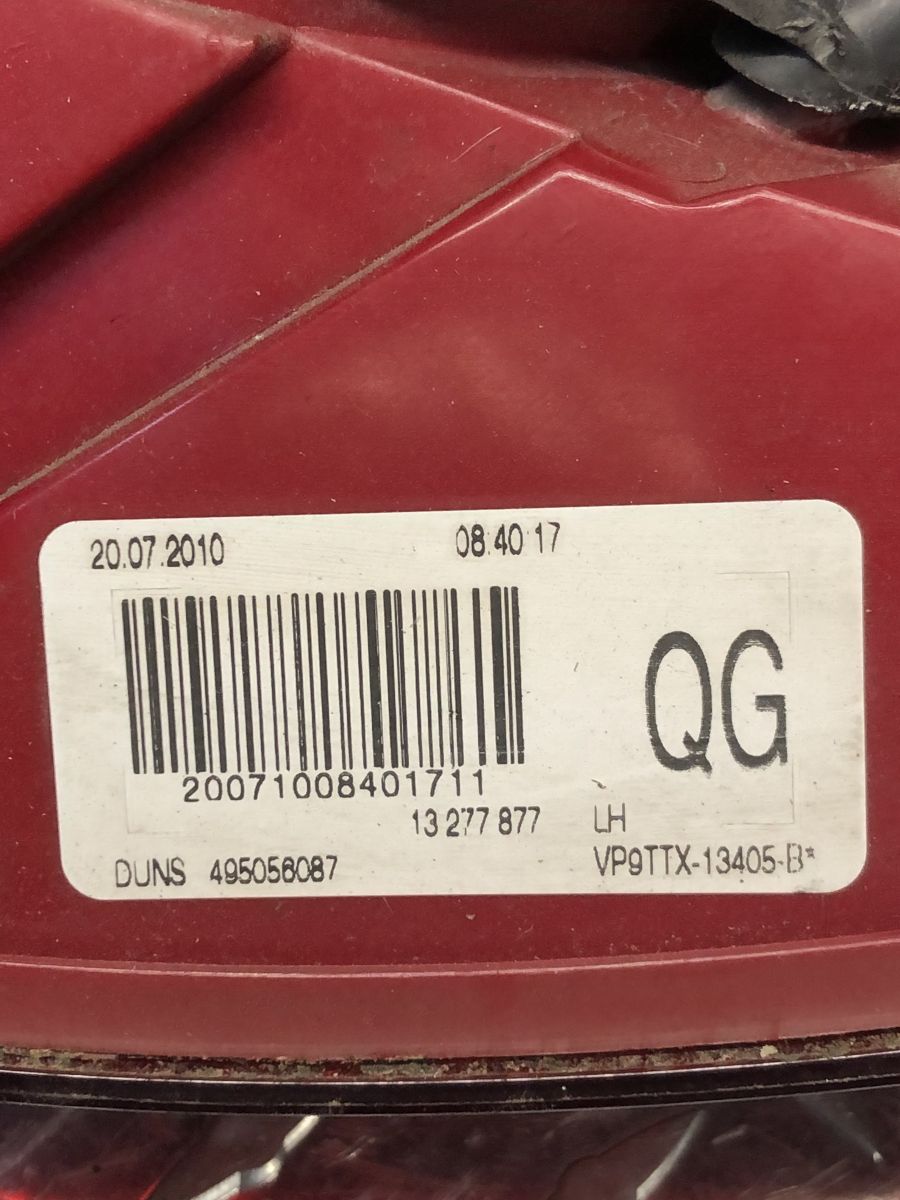 20.07.2010 08:40:17
QG
20071008401711
13 277 877 LH
DUNS 495056087 VP9TTX-13405-B*